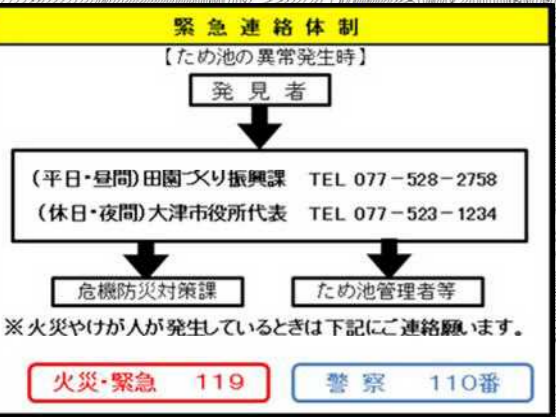 緊急連絡体制
【ため池の異常発生時】
発見者
(平日・昼間)田園づくり振興課 TEL 077-528-2758
(休日・夜間)大津市役所代表 TEL 077-523-1234
危機防災対策課 ため池管理者等
※火災やけが人が発生しているときは下記にご連絡願います。
火災・緊急 119 警察 110番